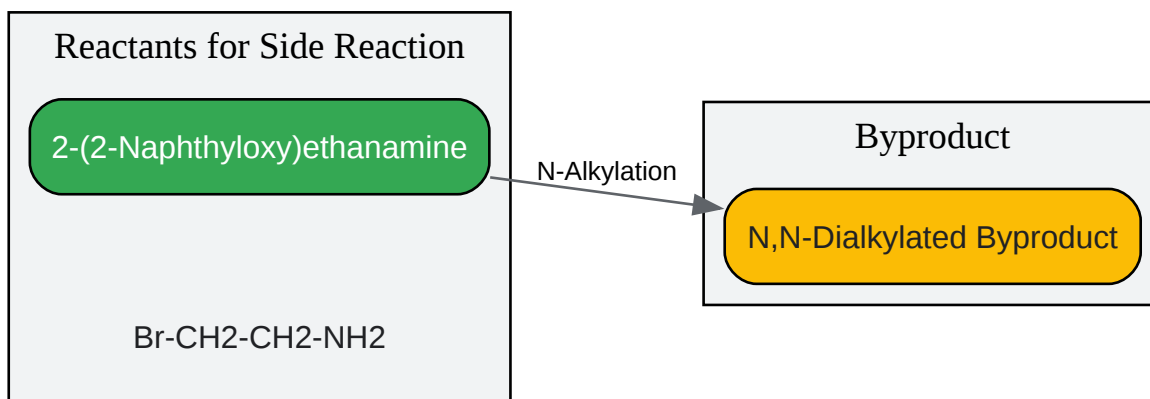 Reactants for Side Reaction
2-(2-Naphthyloxy)ethanamine
Br-CH2-CH2-NH2
N-Alkylation
Byproduct
N,N-Dialkylated Byproduct